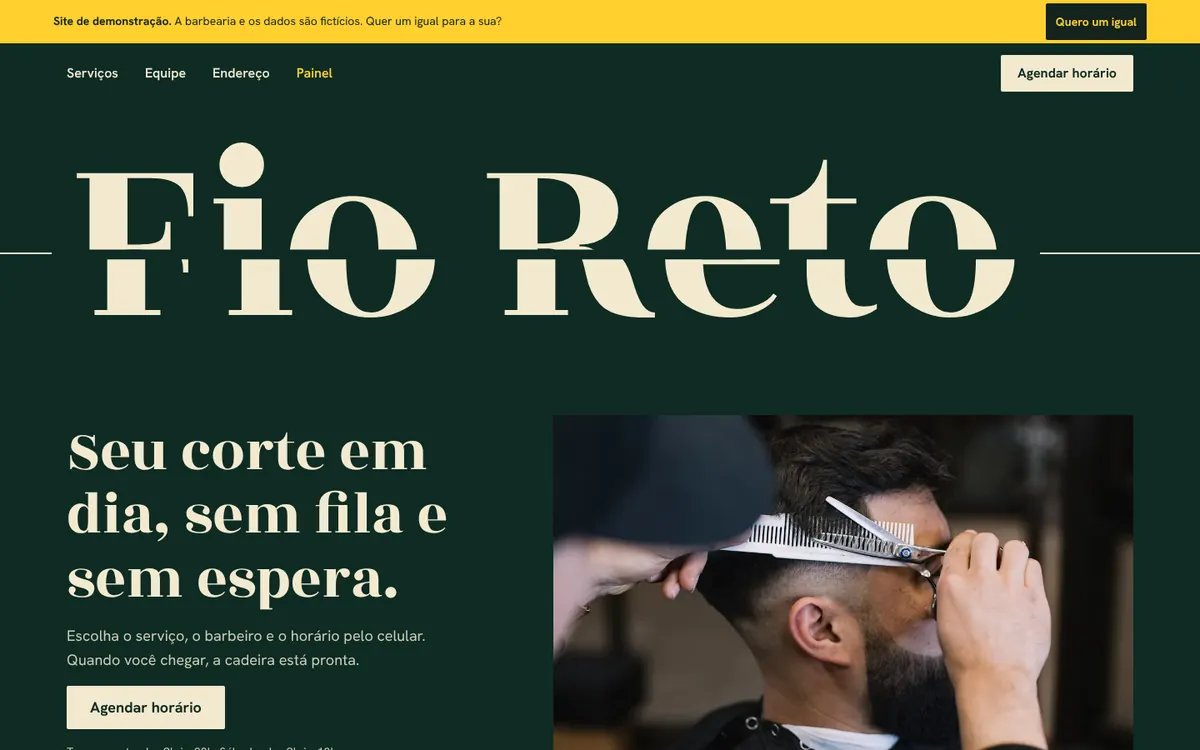 Site de demonstração. A barbearia e os dados são fictícios. Quer um igual para a sua?
Quero um igual
Serviços
Equipe
Endereço
Painel
Agendar horário
Fio Reto
Seu corte em
dia, sem fila e
sem espera.
Escolha o serviço, o barbeiro e o horário pelo celular.
Quando você chegar, a cadeira está pronta.
Agendar horário